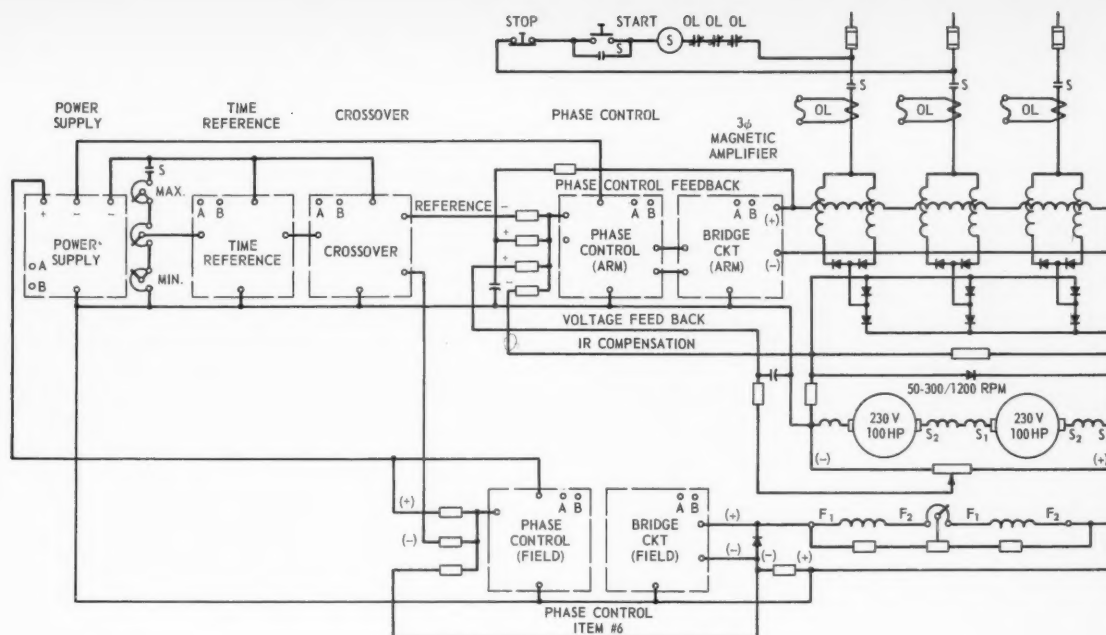 STOP
START
OL OL OL
S
S
S
S
S
OL
OL
OL
POWER
SUPPLY
TIME
REFERENCE
CROSSOVER
PHASE CONTROL
3ϕ
MAGNETIC
AMPLIFIER
S
MAX.
MIN.
+ − −
POWER
SUPPLY
A
B
A B
TIME
REFERENCE
A B
CROSSOVER
REFERENCE
−
+
+
−
PHASE CONTROL FEEDBACK
A B
PHASE
CONTROL
(ARM)
A B
BRIDGE
CKT
(ARM)
(+)
(−)
VOLTAGE FEED BACK
IR COMPENSATION
50-300/1200 RPM
230 V
100 HP
S2 S1
230 V
100 HP
S2 S
(−)
(+)
(+)
(−)
A B
PHASE
CONTROL
(FIELD)
A B
BRIDGE
CKT
(FIELD)
(+)
(−)
(−)
(+)
F1 F2 F1 F2
PHASE CONTROL
ITEM #6